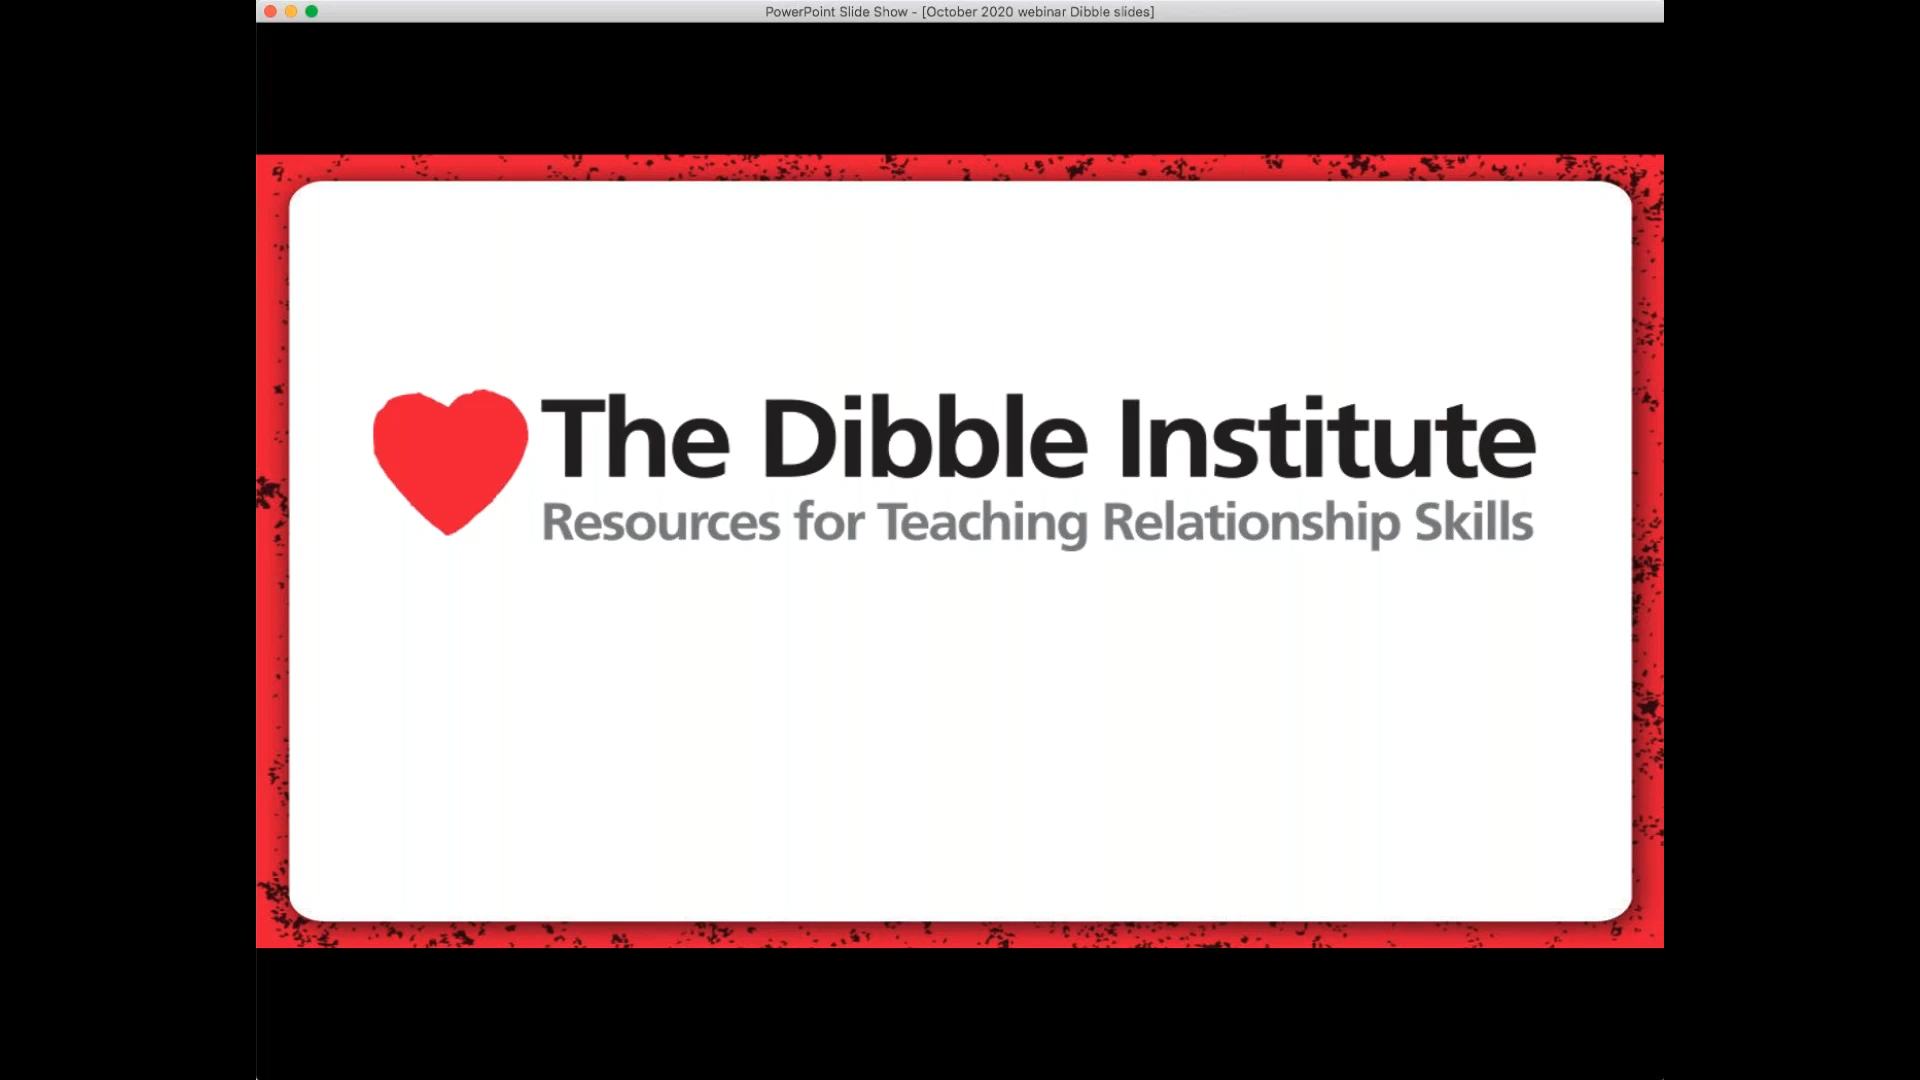 PowerPoint Slide Show - [October 2020 webinar Dibble slides]
The Dibble Institute
Resources for Teaching Relationship Skills